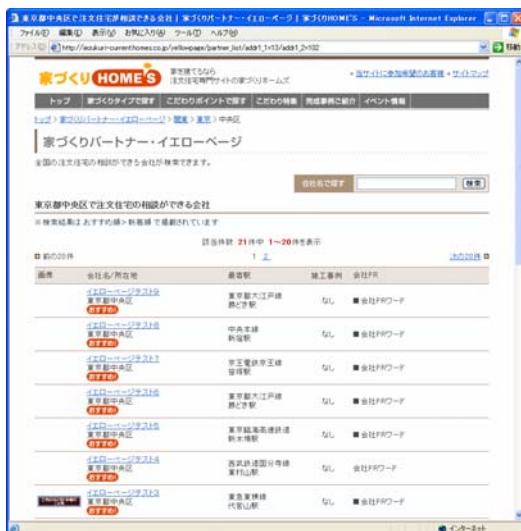 東京都中央区で注文住宅が相談できる会社 | 家づくりパートナー・イエローページ | 家づくりHOME'S - Microsoft Internet Explorer
ファイル(F) 編集(E) 表示(V) お気に入り(A) ツール(T) ヘルプ(H)
アドレス(D) 移動
家づくりHOME'S
家を建てるなら
注文住宅専門サイトの家づくりホームズ
サイトマップ
トップ 家づくりタイプで探す こだわりポイントで探す こだわり特集 完成事例ご紹介 イベント情報
トップ > 家づくりパートナー・イエローページ > 関東 > 東京 > 中央区
家づくりパートナー・イエローページ
全国の注文住宅の相談ができる会社が検索できます。
会社名で探す 検索
東京都中央区で注文住宅の相談ができる会社
※検索結果は おすすめ順 > 新着順 で掲載されています
該当件数 21件中 1~20件を表示
前の20件 1 2 次の20件
画像 会社名/所在地 最寄駅 施工事例 会社PR
イエローページテスト9
東京都中央区
おすすめ!
東京都大江戸線
勝どき駅
なし ■会社PRワード
イエローページテスト8
東京都中央区
おすすめ!
中央本線
新宿駅
なし ■会社PRワード
イエローページテスト7
東京都中央区
おすすめ!
京王電鉄京王線
笹塚駅
なし ■会社PRワード
イエローページテスト6
東京都中央区
おすすめ!
東京都大江戸線
勝どき駅
なし ■会社PRワード
イエローページテスト5
東京都中央区
おすすめ!
東京臨海高速鉄道
新木場駅
なし ■会社PRワード
イエローページテスト4
東京都中央区
おすすめ!
西武鉄道国分寺線
東村山駅
なし 会社PRワード
イエローページテスト3
東京都中央区
おすすめ!
東急東横線
代官山駅
なし ■会社PRワード
インターネット